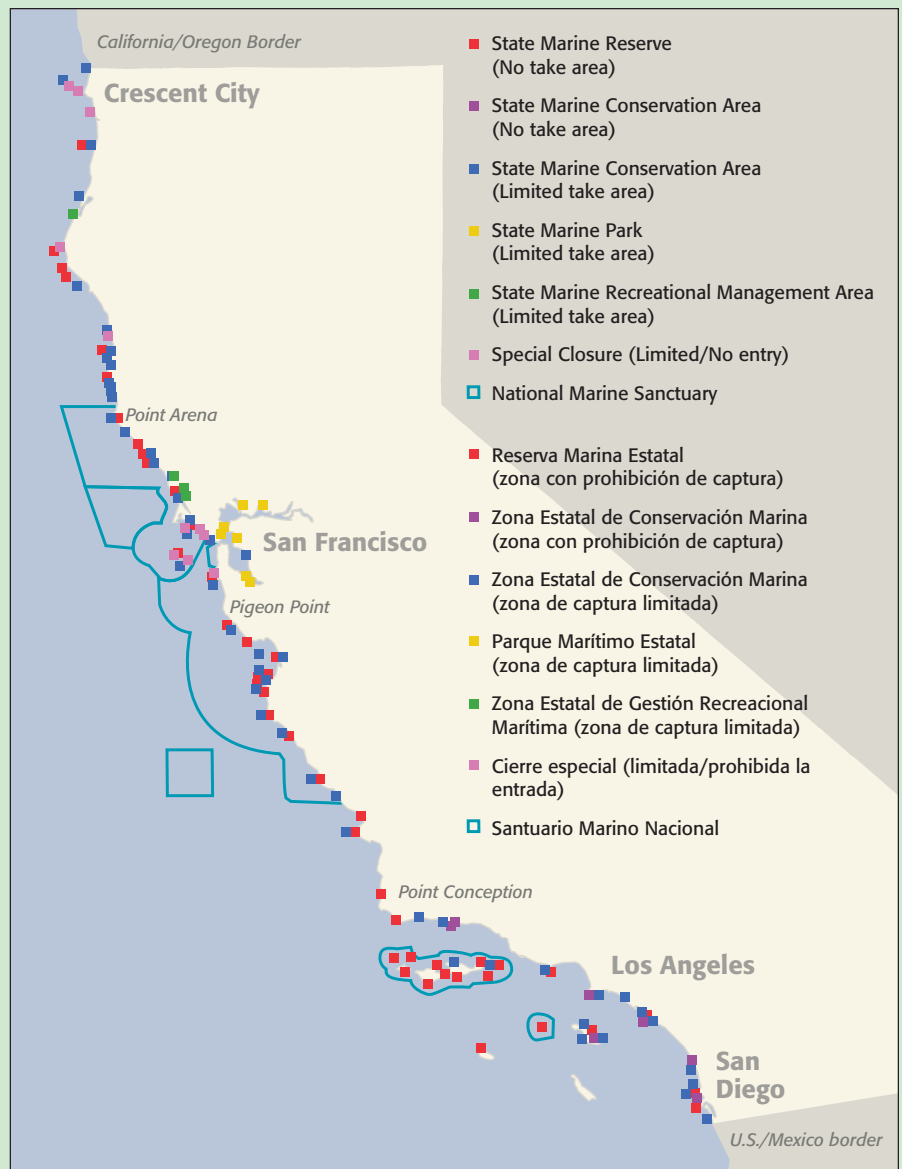 California/Oregon Border
Crescent City
State Marine Reserve
(No take area)
State Marine Conservation Area
(No take area)
State Marine Conservation Area
(Limited take area)
State Marine Park
(Limited take area)
State Marine Recreational Management Area
(Limited take area)
Special Closure (Limited/No entry)
National Marine Sanctuary
Reserva Marina Estatal
(zona con prohibición de captura)
Zona Estatal de Conservación Marina
(zona con prohibición de captura)
Zona Estatal de Conservación Marina
(zona de captura limitada)
Parque Marítimo Estatal
(zona de captura limitada)
Zona Estatal de Gestión Recreacional
Marítima (zona de captura limitada)
Cierre especial (limitada/prohibida la
entrada)
Santuario Marino Nacional
Point Arena
San Francisco
Pigeon Point
Point Conception
Los Angeles
San
Diego
U.S./Mexico border